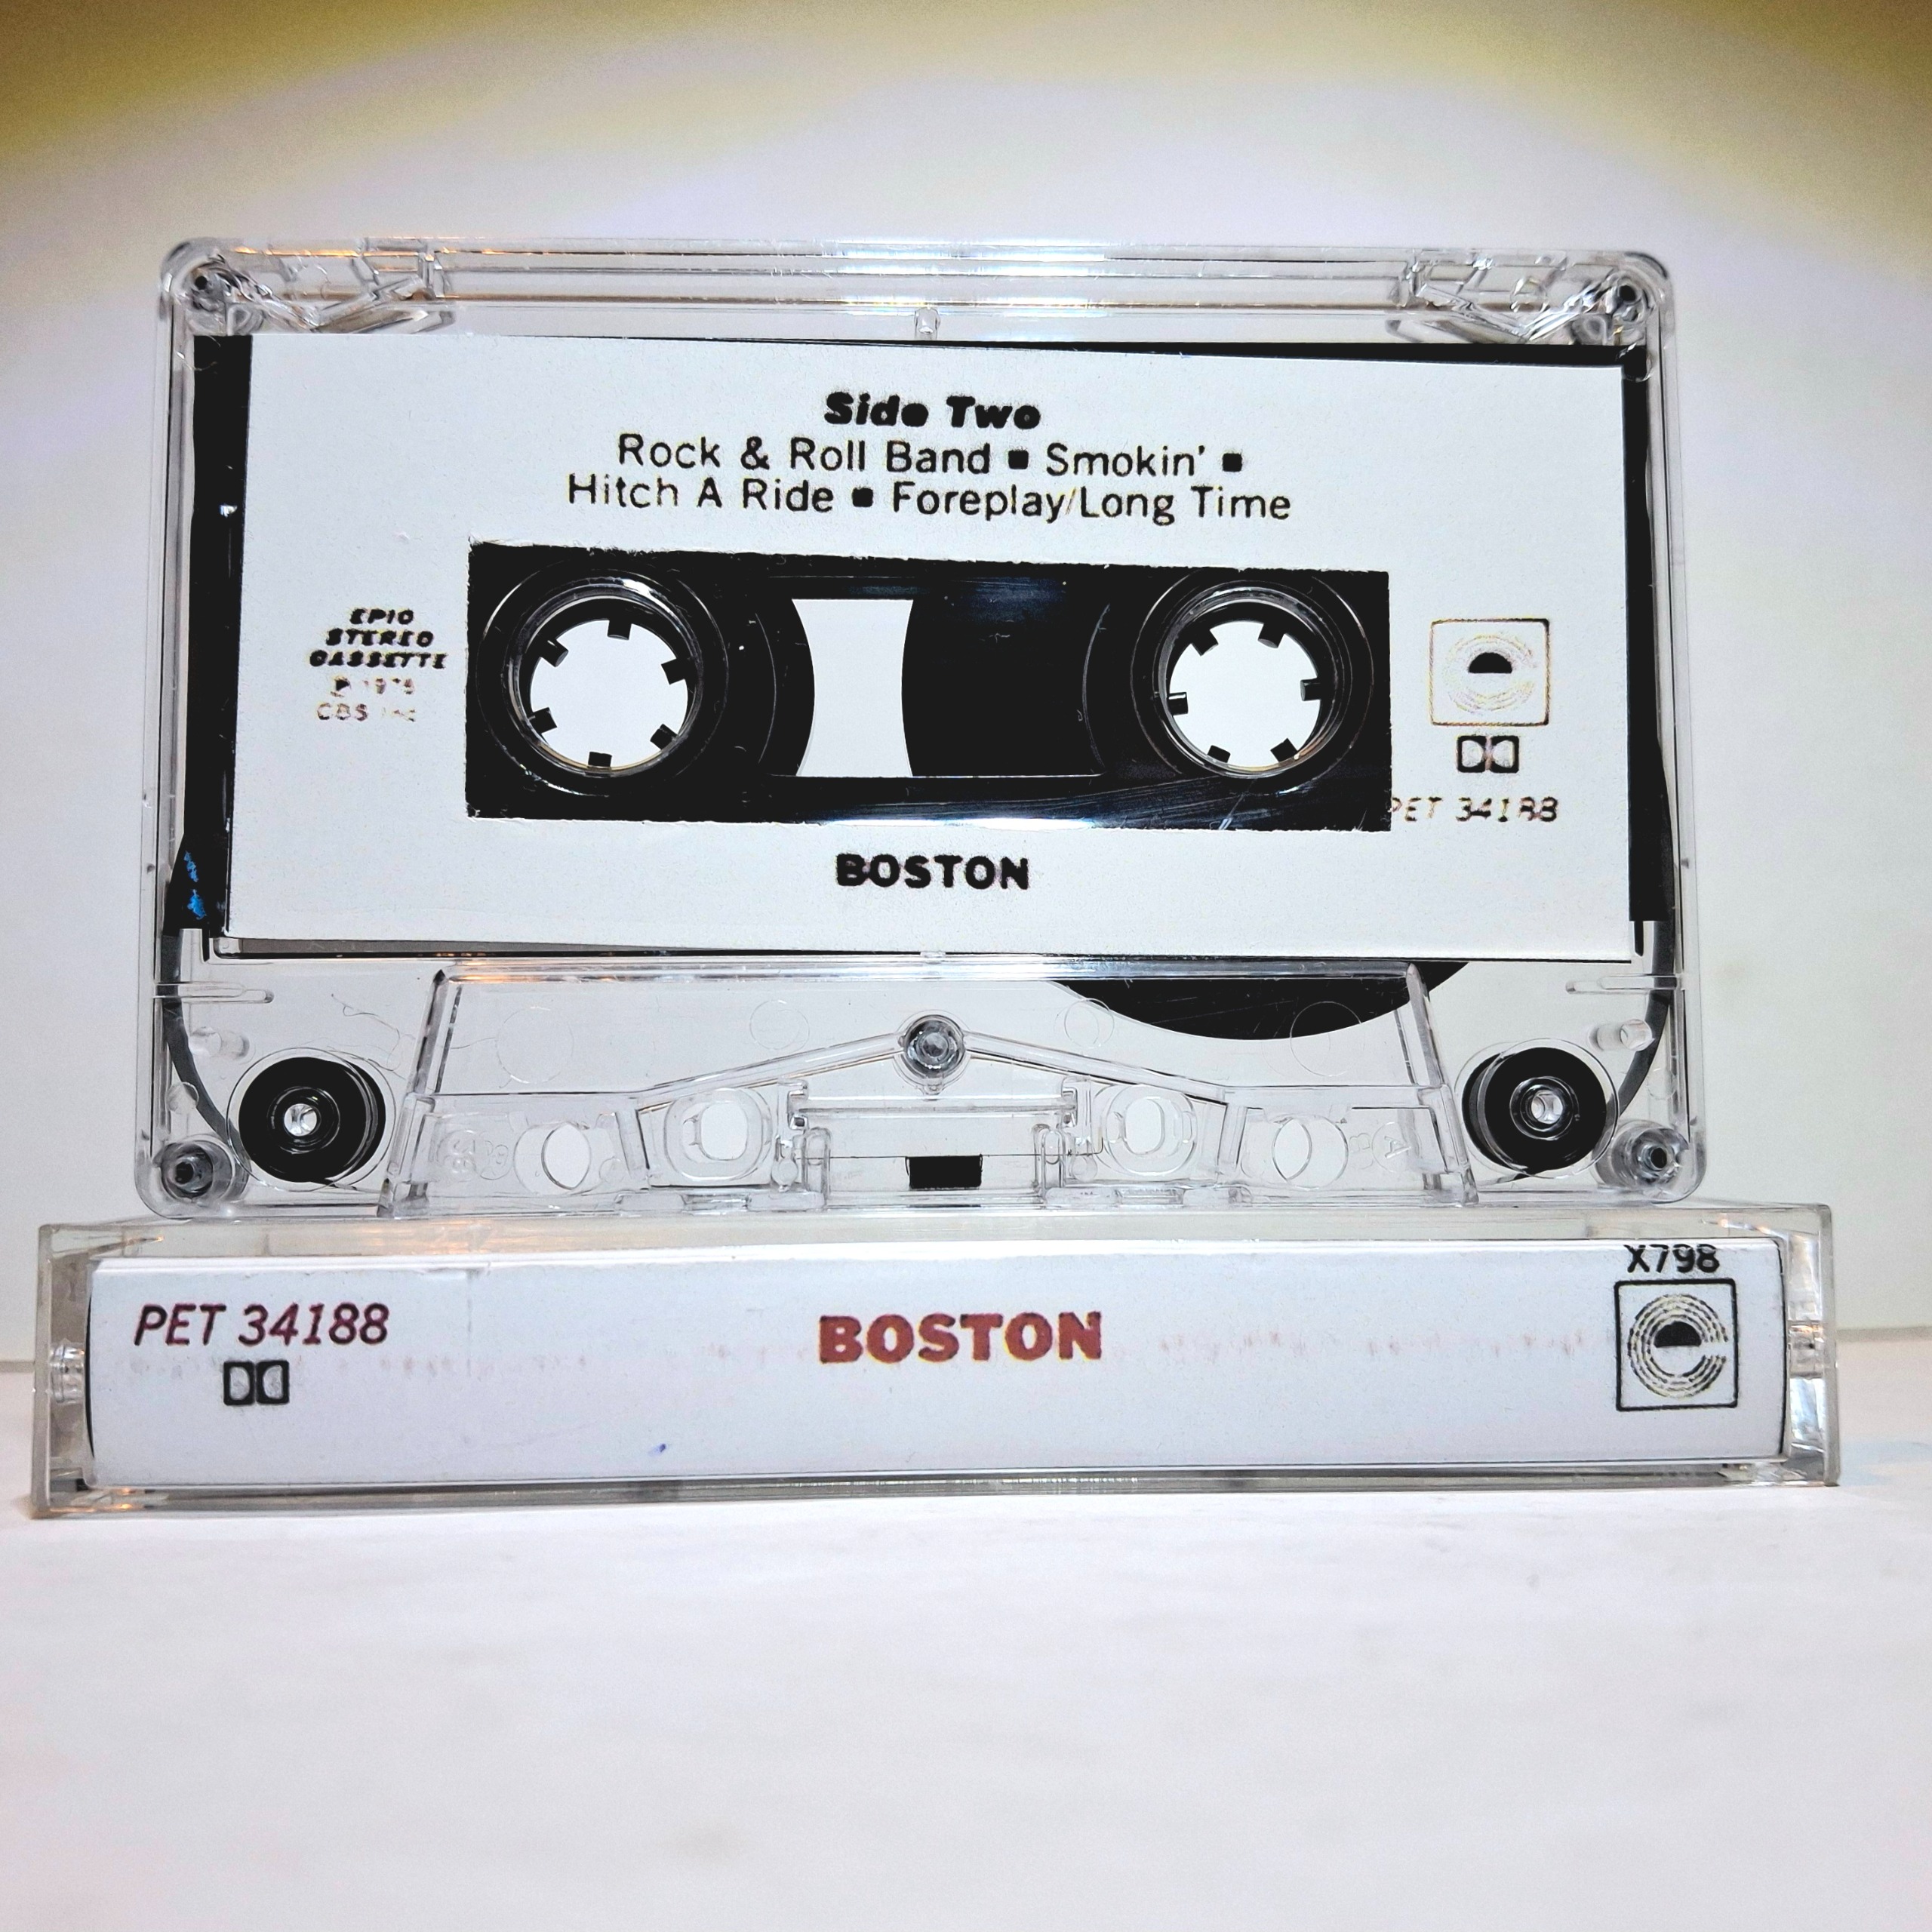 Side Two
Rock & Roll Band ▪ Smokin' ▪
Hitch A Ride ▪ Foreplay/Long Time
EPIC
STEREO
CASSETTE
℗ 1976
CBS
PET 34188
BOSTON
X798
PET 34188
BOSTON